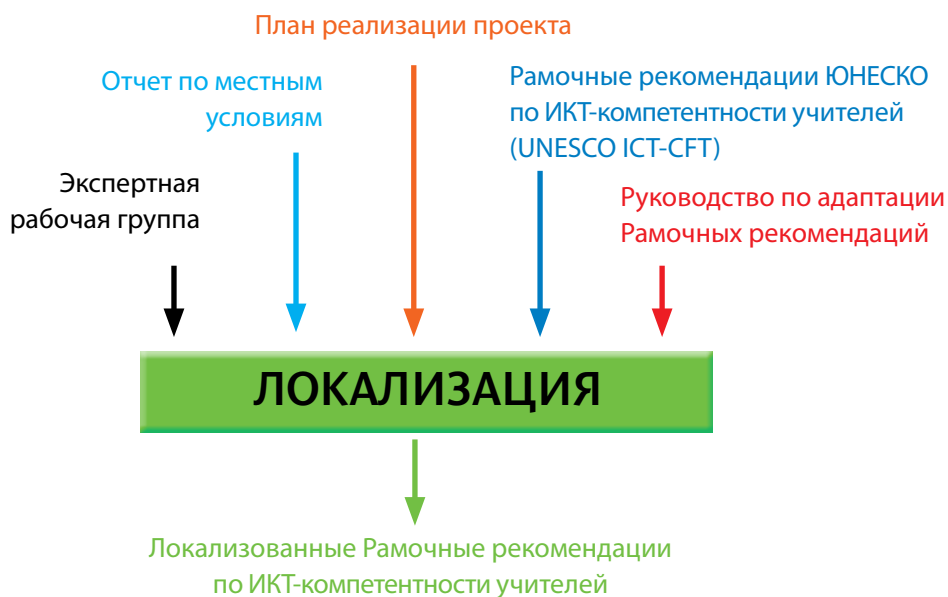 План реализации проекта
Отчет по местным
условиям
Рамочные рекомендации ЮНЕСКО
по ИКТ-компетентности учителей
(UNESCO ICT-CFT)
Экспертная
рабочая группа
Руководство по адаптации
Рамочных рекомендаций
ЛОКАЛИЗАЦИЯ
Локализованные Рамочные рекомендации
по ИКТ-компетентности учителей